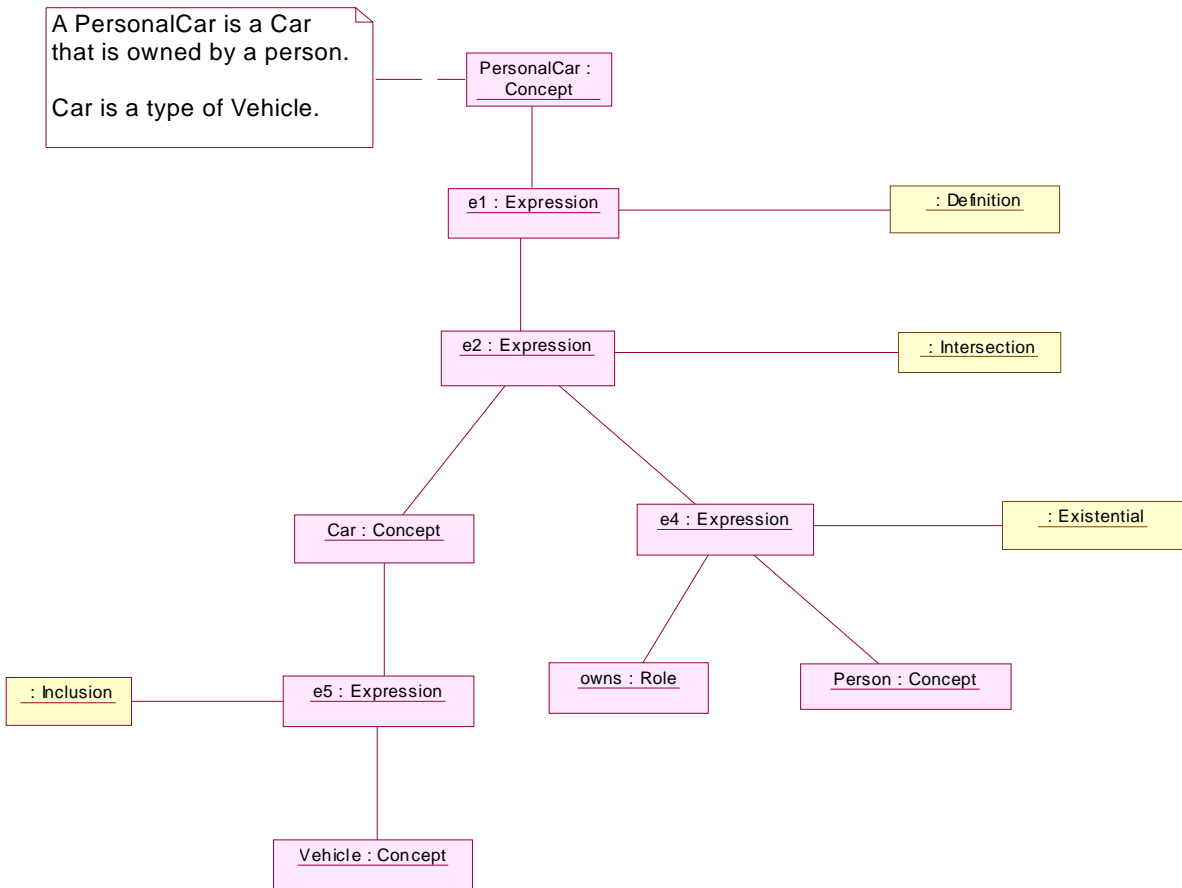 A PersonalCar is a Car
that is owned by a person.
Car is a type of Vehicle.
PersonalCar :
Concept
e1 : Expression
: Definition
e2 : Expression
: Intersection
Car : Concept
e4 : Expression
: Existential
: Inclusion
e5 : Expression
owns : Role
Person : Concept
Vehicle : Concept